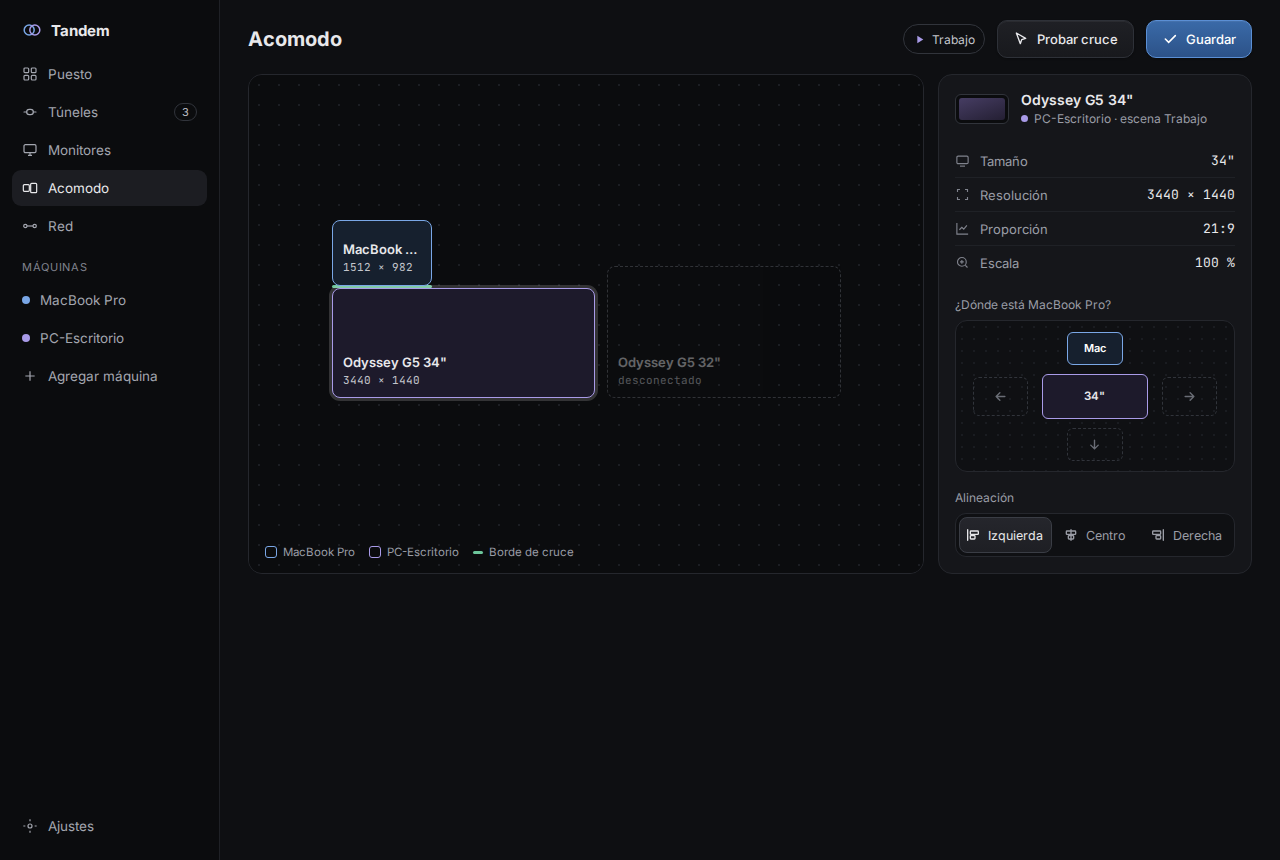 Tandem
Puesto
Túneles 3
Monitores
Acomodo
Red
MÁQUINAS
MacBook Pro
PC-Escritorio
Agregar máquina
Ajustes
Acomodo
Trabajo
Probar cruce
Guardar
MacBook ...
1512 × 982
Odyssey G5 34"
3440 × 1440
Odyssey G5 32"
desconectado
MacBook Pro PC-Escritorio Borde de cruce
Odyssey G5 34"
PC-Escritorio · escena Trabajo
Tamaño 34"
Resolución 3440 × 1440
Proporción 21:9
Escala 100 %
¿Dónde está MacBook Pro?
Mac
34"
Alineación
Izquierda Centro Derecha